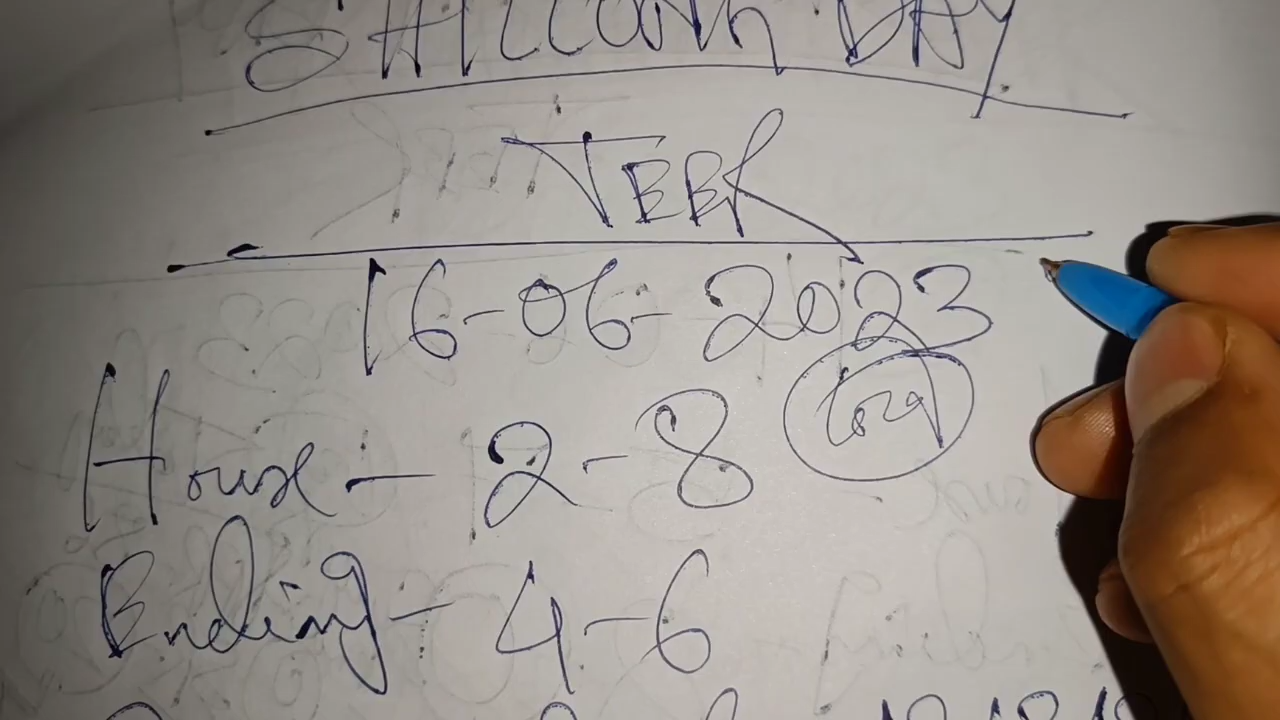 SHILLONG DAY
TEER
16-06-2023
House - 2-8
Ending - 4-6